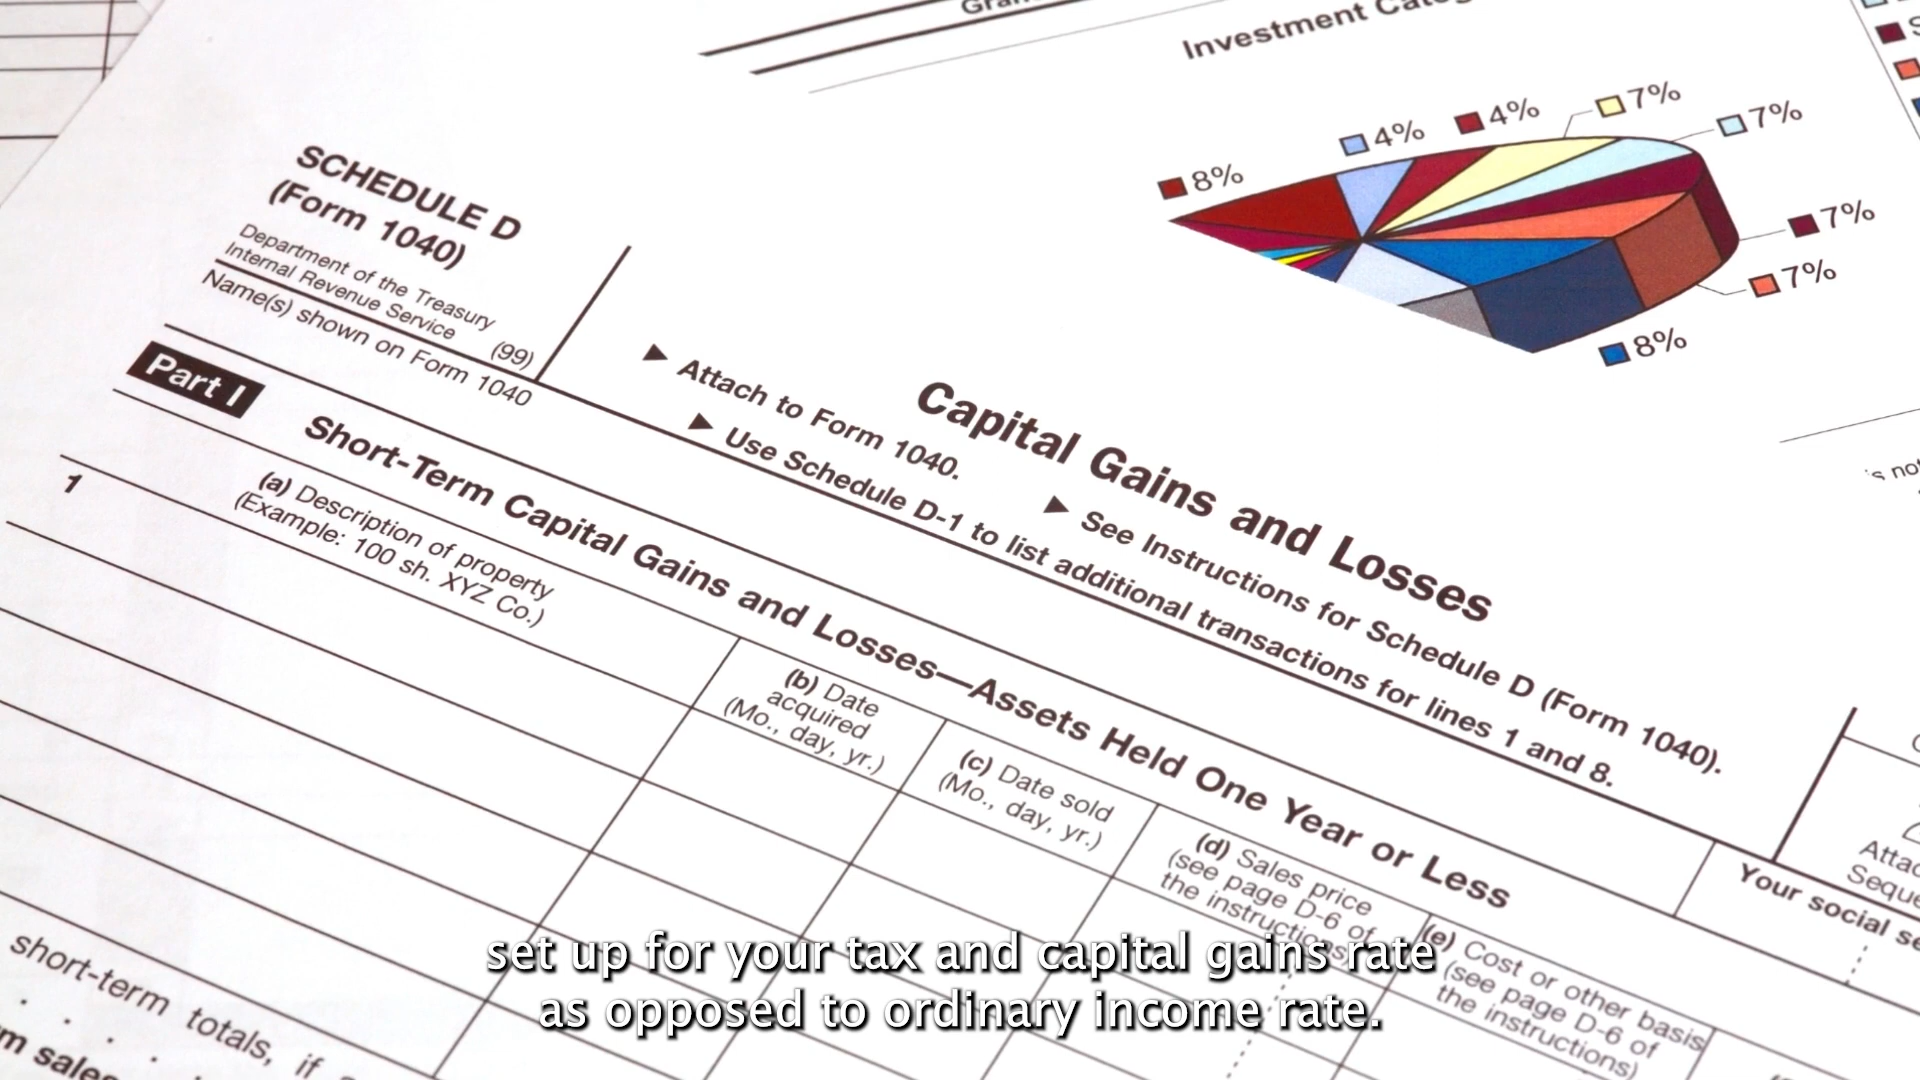 Investment
8%
4%
4%
7%
7%
7%
7%
8%
SCHEDULE D
(Form 1040)
Department of the Treasury
Internal Revenue Service (99)
Name(s) shown on Form 1040
Capital Gains and Losses
▶ Attach to Form 1040. ▶ See Instructions for Schedule D (Form 1040).
▶ Use Schedule D-1 to list additional transactions for lines 1 and 8.
Your social
Part I Short-Term Capital Gains and Losses—Assets Held One Year or Less
1 (a) Description of property
(Example: 100 sh. XYZ Co.)
(b) Date
acquired
(Mo., day, yr.)
(c) Date sold
(Mo., day, yr.)
(d) Sales price
(see page D-6 of
the instructions)
(e) Cost or other basis
(see page D-6 of
the instructions)
short-term totals, if
sales
set up for your tax and capital gains rate
as opposed to ordinary income rate.